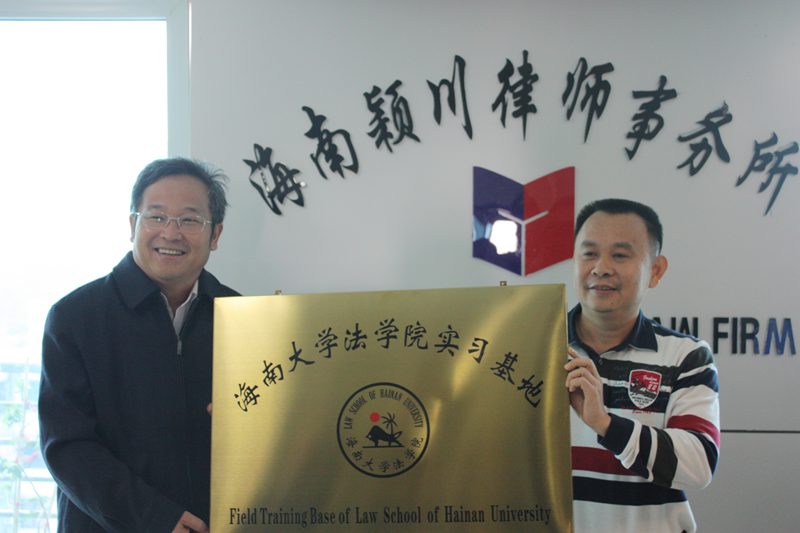 海南颖川律师事务所
LAW FIRM
海南大学法学院实习基地
LAW SCHOOL OF HAINAN UNIVERSITY
海南大学法学院
Field Training Base of Law School of Hainan University